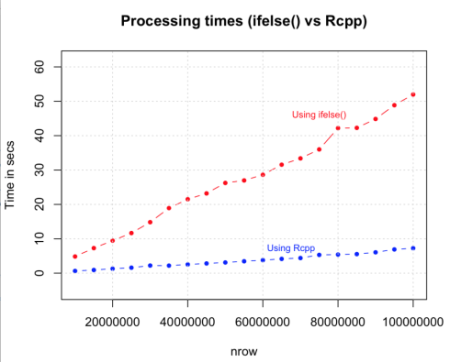 Processing times (ifelse() vs Rcpp)
Time in secs
60
50
40
30
20
10
0
Using ifelse()
Using Rcpp
20000000 40000000 60000000 80000000 100000000
nrow